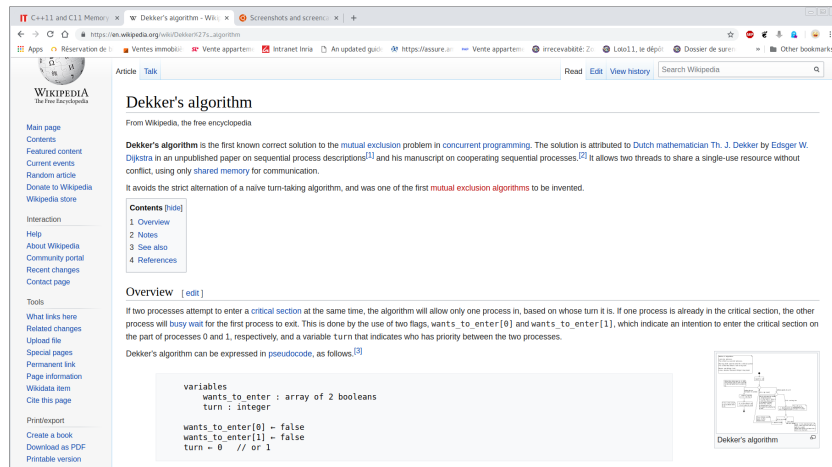 C++11 and C11 Memory
Dekker's algorithm - Wiki
Screenshots and screenc
https://en.wikipedia.org/wiki/Dekker%27s_algorithm
Apps
Réservation de
Ventes immobili
Vente appartem
Intranet Inria
An updated guid
https://assure.an
Vente appartem
irrecevabilité: Z
Lolo11, le dépôt
Dossier de suren
»
Other bookmarks
WIKIPEDIA
The Free Encyclopedia
Main page
Contents
Featured content
Current events
Random article
Donate to Wikipedia
Wikipedia store
Interaction
Help
About Wikipedia
Community portal
Recent changes
Contact page
Tools
What links here
Related changes
Upload file
Special pages
Permanent link
Page information
Wikidata item
Cite this page
Print/export
Create a book
Download as PDF
Printable version
Article Talk
Read Edit View history
Search Wikipedia
Dekker's algorithm
From Wikipedia, the free encyclopedia
Dekker's algorithm is the first known correct solution to the mutual exclusion problem in concurrent programming. The solution is attributed to Dutch mathematician Th. J. Dekker by Edsger W.
Dijkstra in an unpublished paper on sequential process descriptions[1] and his manuscript on cooperating sequential processes.[2] It allows two threads to share a single-use resource without
conflict, using only shared memory for communication.
It avoids the strict alternation of a naïve turn-taking algorithm, and was one of the first mutual exclusion algorithms to be invented.
Contents [hide]
1 Overview
2 Notes
3 See also
4 References
Overview [ edit ]
If two processes attempt to enter a critical section at the same time, the algorithm will allow only one process in, based on whose turn it is. If one process is already in the critical section, the other
process will busy wait for the first process to exit. This is done by the use of two flags, wants_to_enter[0] and wants_to_enter[1], which indicate an intention to enter the critical section on
the part of processes 0 and 1, respectively, and a variable turn that indicates who has priority between the two processes.
Dekker's algorithm can be expressed in pseudocode, as follows.[3]
variables
wants_to_enter : array of 2 booleans
turn : integer
wants_to_enter[0] ← false
wants_to_enter[1] ← false
turn ← 0 // or 1
Dekker's algorithm